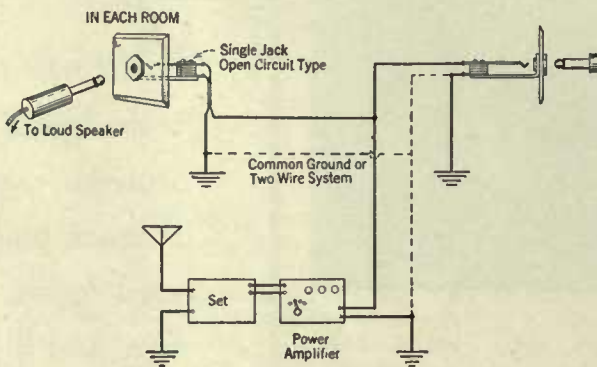 IN EACH ROOM
Single Jack
Open Circuit Type
To Loud Speaker
Common Ground or
Two Wire System
Set
Power
Amplifier